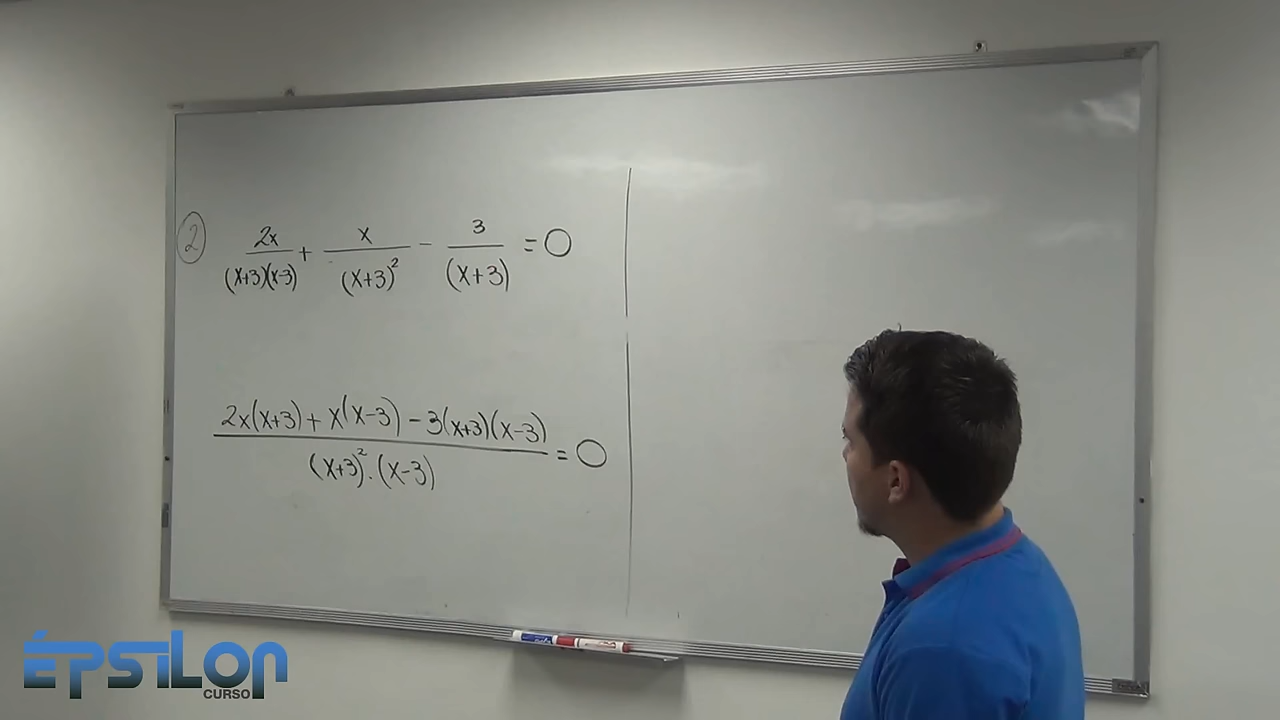 2
2x/(x+3)(x-3) + x/(x+3)² - 3/(x+3) = 0
2x(x+3) + x(x-3) - 3(x+3)(x-3)/(x+3)².(x-3) = 0
ÉPSILON
CURSO